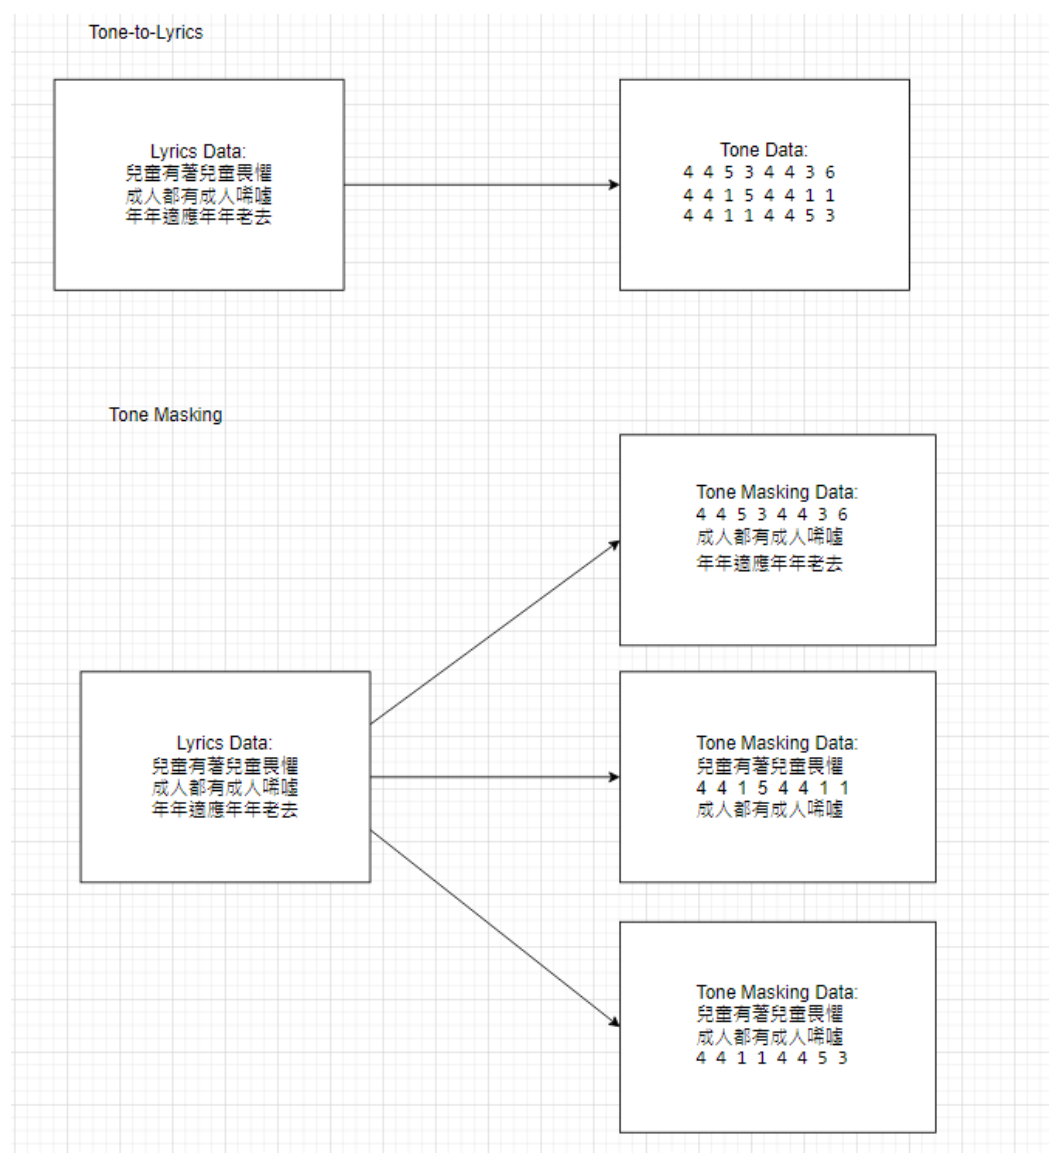 Tone-to-Lyrics
Lyrics Data:
兒童有著兒童畏懼
成人都有成人唏噓
年年適應年年老去
Tone Data:
4 4 5 3 4 4 3 6
4 4 1 5 4 4 1 1
4 4 1 1 4 4 5 3
Tone Masking
Tone Masking Data:
4 4 5 3 4 4 3 6
成人都有成人唏噓
年年適應年年老去
Lyrics Data:
兒童有著兒童畏懼
成人都有成人唏噓
年年適應年年老去
Tone Masking Data:
兒童有著兒童畏懼
4 4 1 5 4 4 1 1
成人都有成人唏噓
Tone Masking Data:
兒童有著兒童畏懼
成人都有成人唏噓
4 4 1 1 4 4 5 3